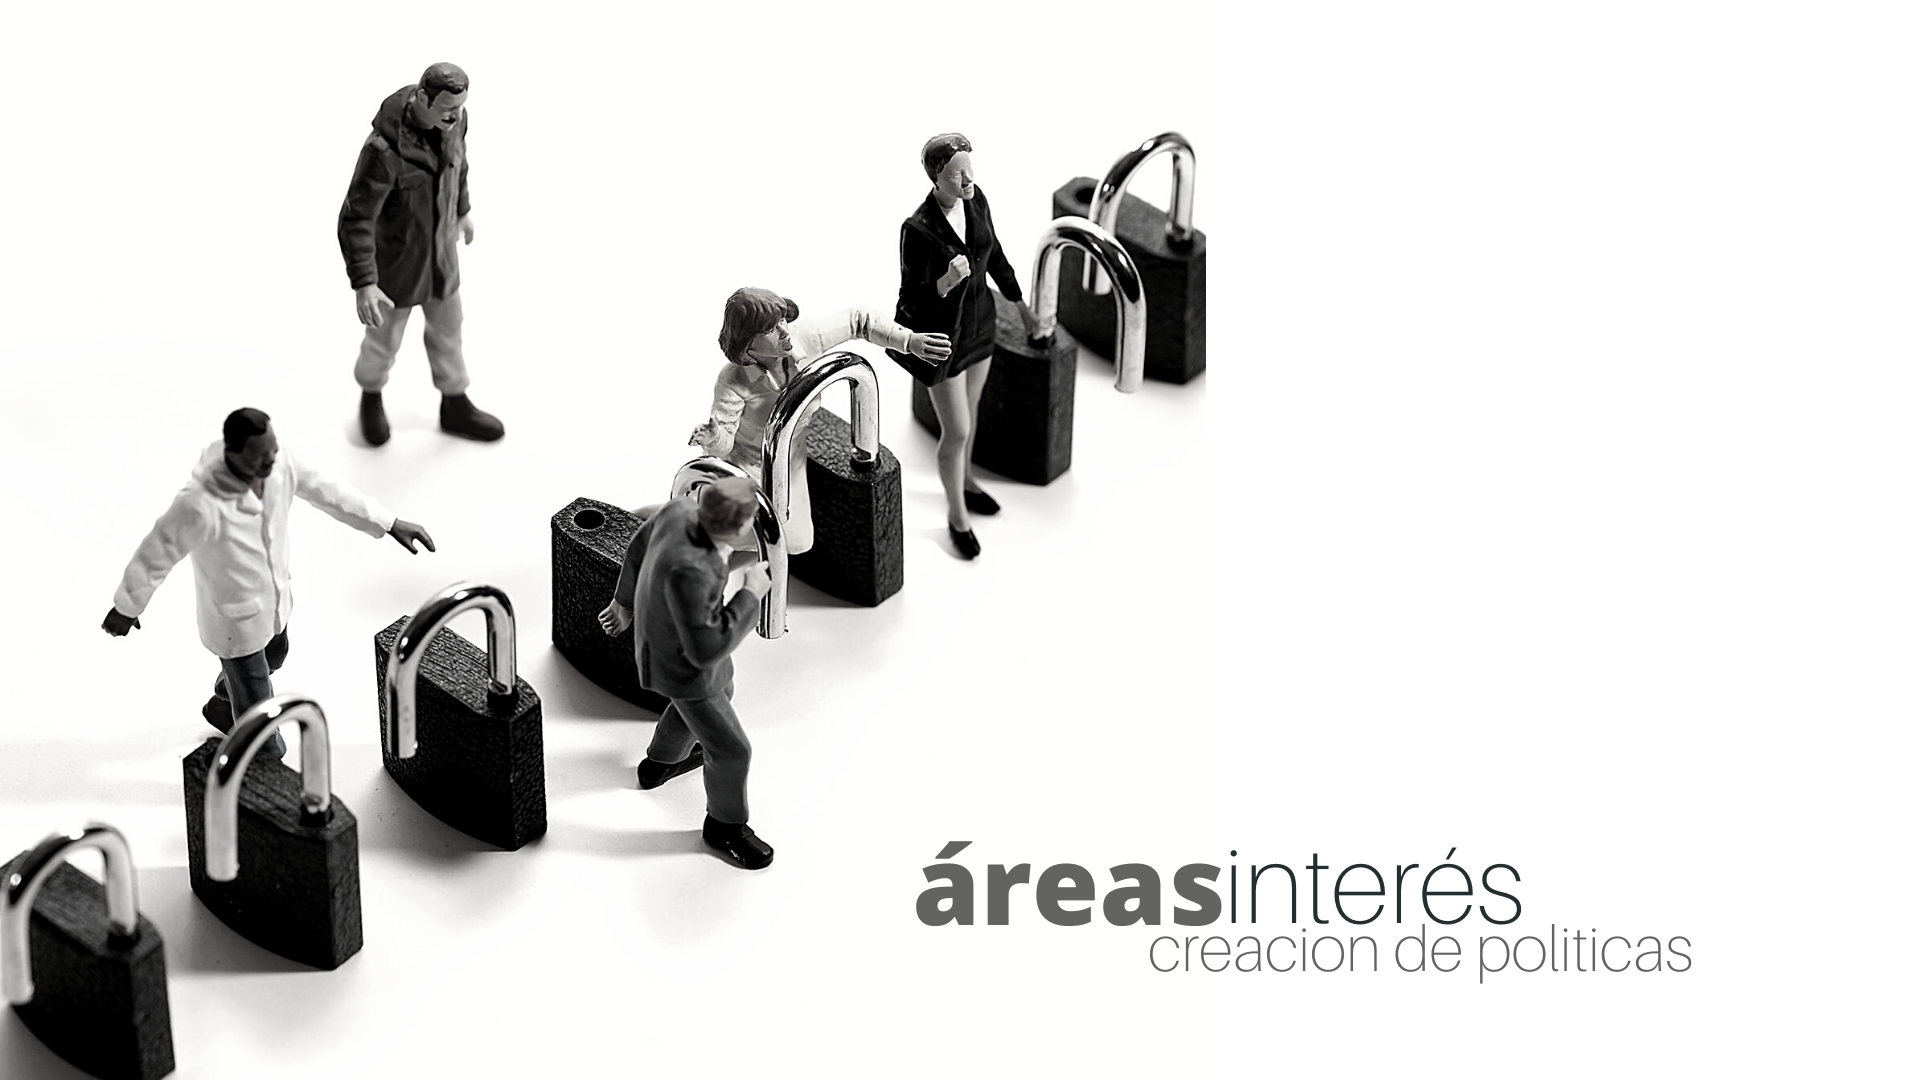 áreasinterés
creacion de politicas